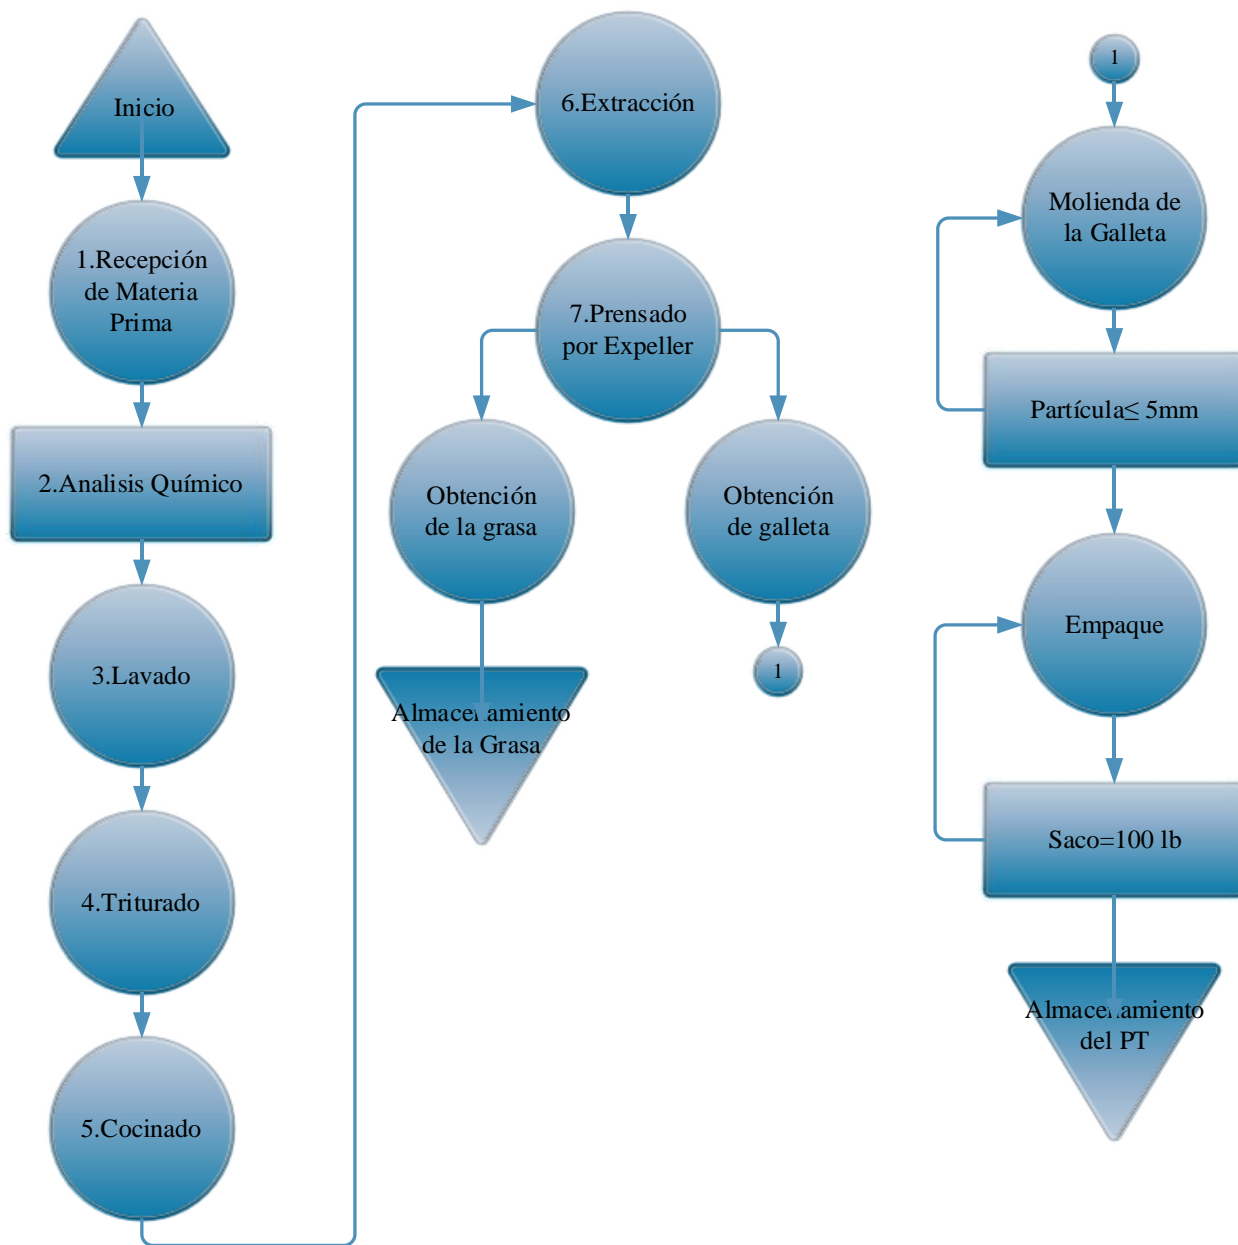 Inicio
1.Recepción
de Materia
Prima
2.Analisis Químico
3.Lavado
4.Triturado
5.Cocinado
6.Extracción
7.Prensado
por Expeller
Obtención
de la grasa
Almacenamiento
de la Grasa
Obtención
de galleta
1
1
Molienda de
la Galleta
Partícula≤ 5mm
Empaque
Saco=100 lb
Almacenamiento
del PT